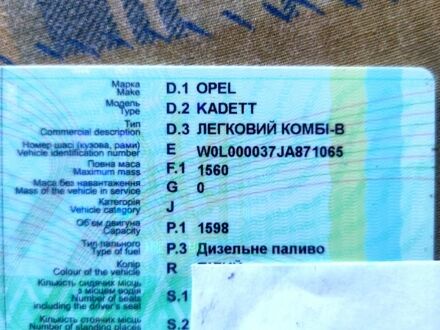 Марка D.1 OPEL
Make
Модель D.2 KADETT
Type
Тип D.3 ЛЕГКОВИЙ КОМБІ-В
Commercial description
Номер шасі (кузова, рами) E W0L000037JA871065
Vehicle identification number
Повна маса F.1 1560
Maximum mass
Маса без навантаження G 0
Mass of the vehicle in service
Категорія J
Vehicle category
Об'єм двигуна P.1 1598
Capacity
Тип пального P.3 Дизельне паливо
Type of fuel
Колір R
Colour of the vehicle
Кількість сидячих місць
з місцем водія S.1
Number of seats
including the driver's seat
Кількість стоячих місць S.2
Number of standing places